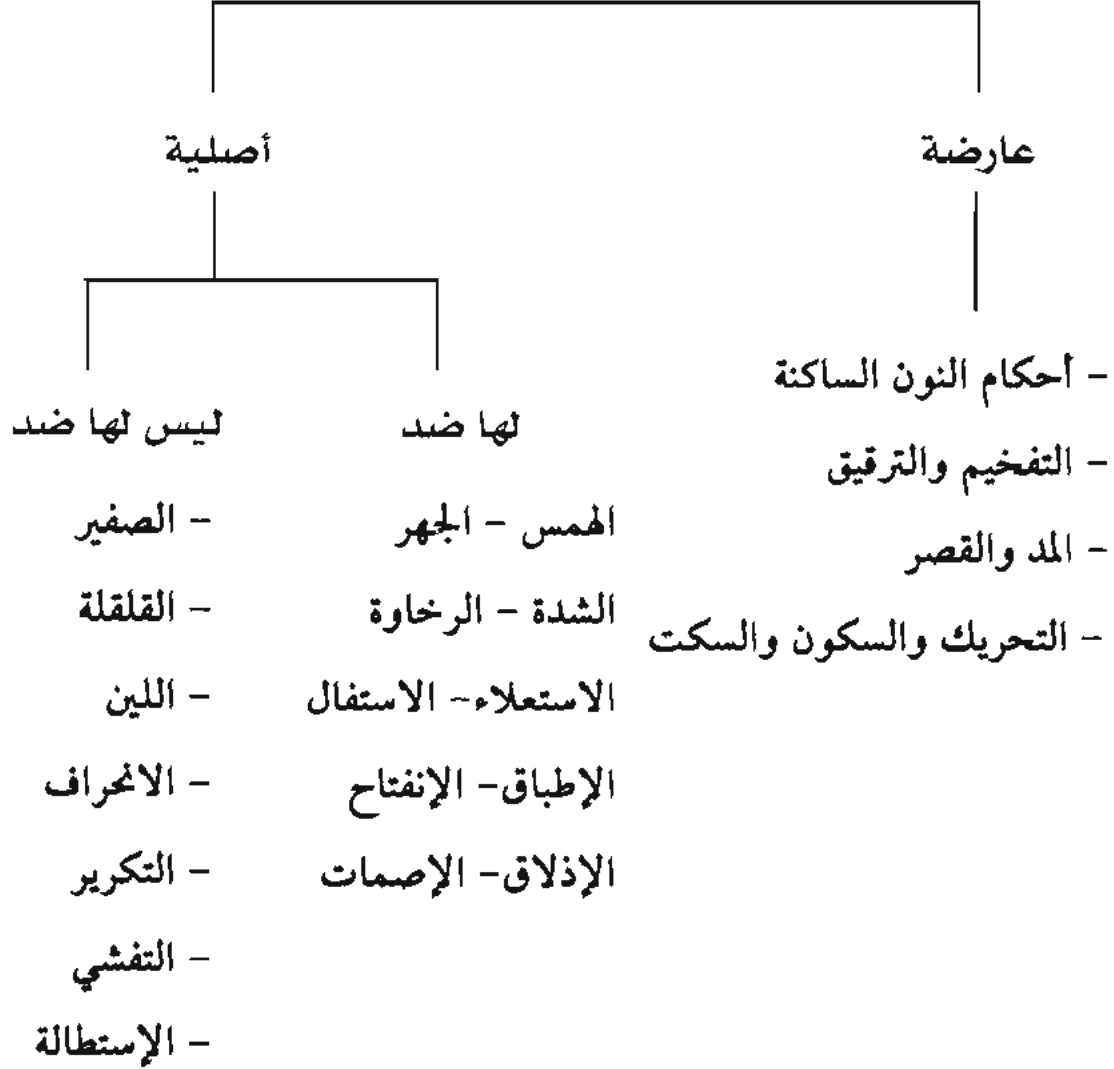 عارضة
أصلية
- أحكام النون الساكنة
- التفخيم والترقيق
- المد والقصر
- التحريك والسكون والسكت
لها ضد
الهمس - الجهر
الشدة - الرخاوة
الاستعلاء- الاستفال
الإطباق- الإنفتاح
الإذلاق- الإصمات
ليس لها ضد
- الصفير
- القلقلة
- اللين
- الانحراف
- التكرير
- التفشي
- الإستطالة